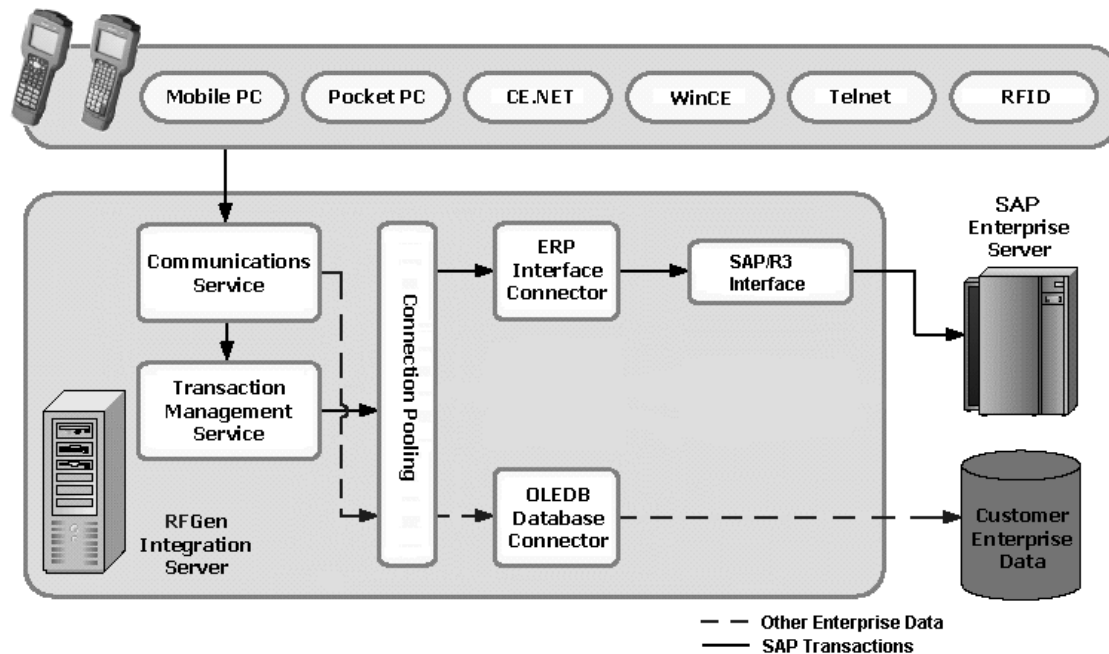 Mobile PC
Pocket PC
CE.NET
WinCE
Telnet
RFID
Communications
Service
Transaction
Management
Service
RFGen
Integration
Server
Connection Pooling
ERP
Interface
Connector
SAP/R3
Interface
OLEDB
Database
Connector
SAP
Enterprise
Server
Customer
Enterprise
Data
Other Enterprise Data
SAP Transactions